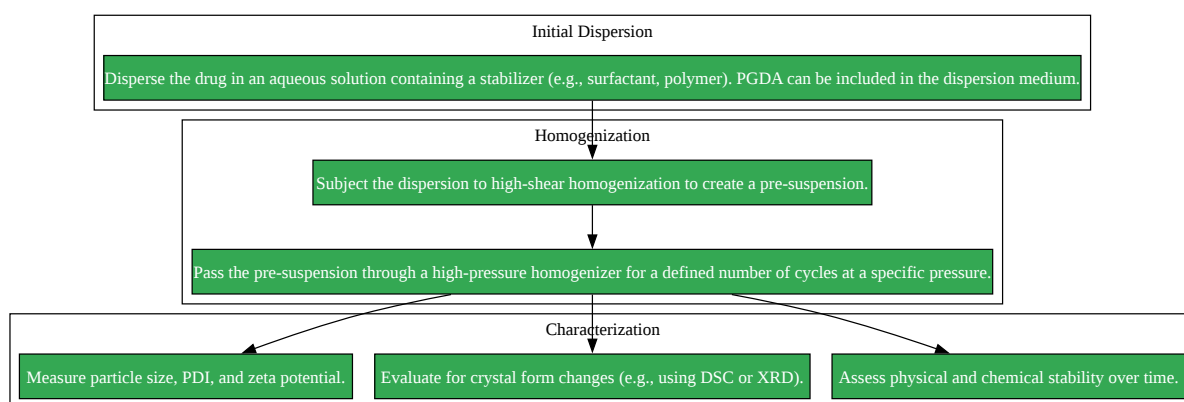 Initial Dispersion
Disperse the drug in an aqueous solution containing a stabilizer (e.g., surfactant, polymer). PGDA can be included in the dispersion medium.
Homogenization
Subject the dispersion to high-shear homogenization to create a pre-suspension.
Pass the pre-suspension through a high-pressure homogenizer for a defined number of cycles at a specific pressure.
Characterization
Measure particle size, PDI, and zeta potential.
Evaluate for crystal form changes (e.g., using DSC or XRD).
Assess physical and chemical stability over time.